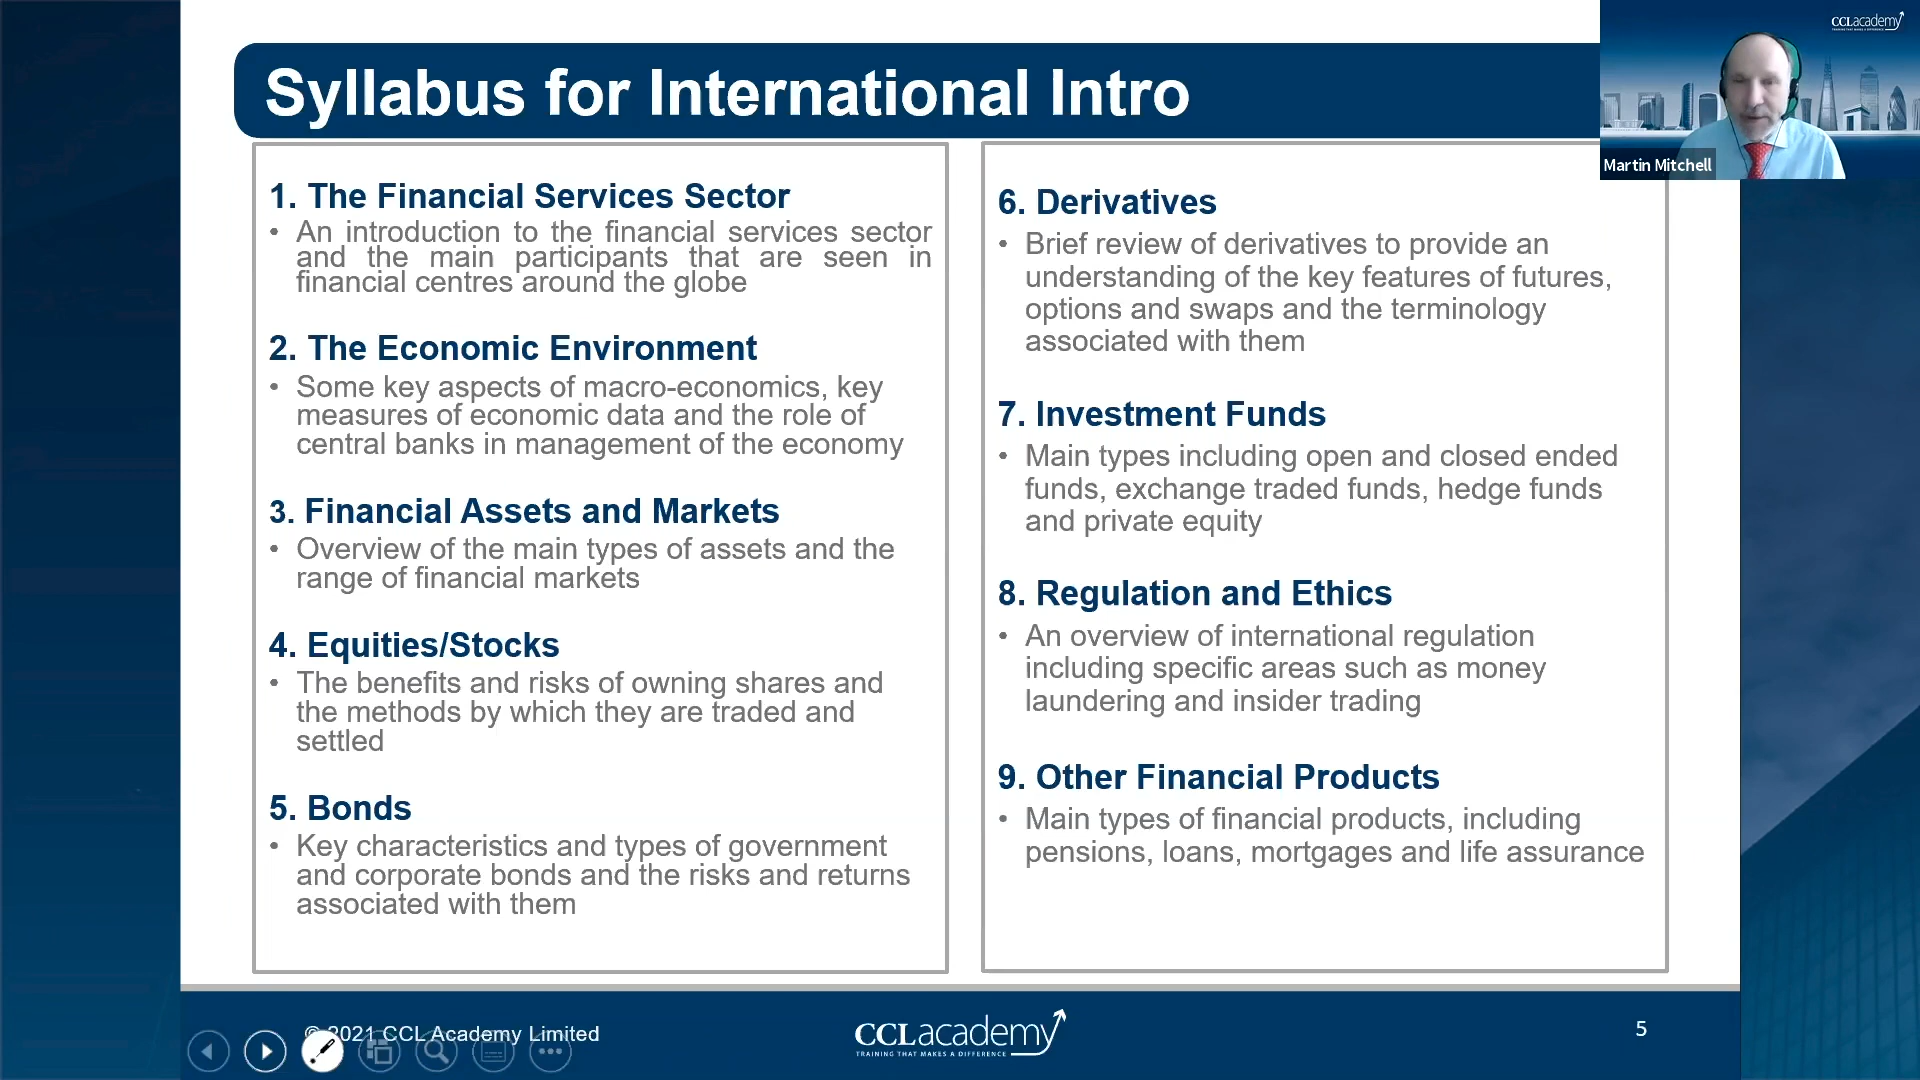 Syllabus for International Intro
1. The Financial Services Sector
• An introduction to the financial services sector
and the main participants that are seen in
financial centres around the globe
2. The Economic Environment
• Some key aspects of macro-economics, key
measures of economic data and the role of
central banks in management of the economy
3. Financial Assets and Markets
• Overview of the main types of assets and the
range of financial markets
4. Equities/Stocks
• The benefits and risks of owning shares and
the methods by which they are traded and
settled
5. Bonds
• Key characteristics and types of government
and corporate bonds and the risks and returns
associated with them
6. Derivatives
• Brief review of derivatives to provide an
understanding of the key features of futures,
options and swaps and the terminology
associated with them
7. Investment Funds
• Main types including open and closed ended
funds, exchange traded funds, hedge funds
and private equity
8. Regulation and Ethics
• An overview of international regulation
including specific areas such as money
laundering and insider trading
9. Other Financial Products
• Main types of financial products, including
pensions, loans, mortgages and life assurance
CCLacademy
TRAINING THAT MAKES A DIFFERENCE
Martin Mitchell
© 2021 CCL Academy Limited
CCLacademy
TRAINING THAT MAKES A DIFFERENCE
5